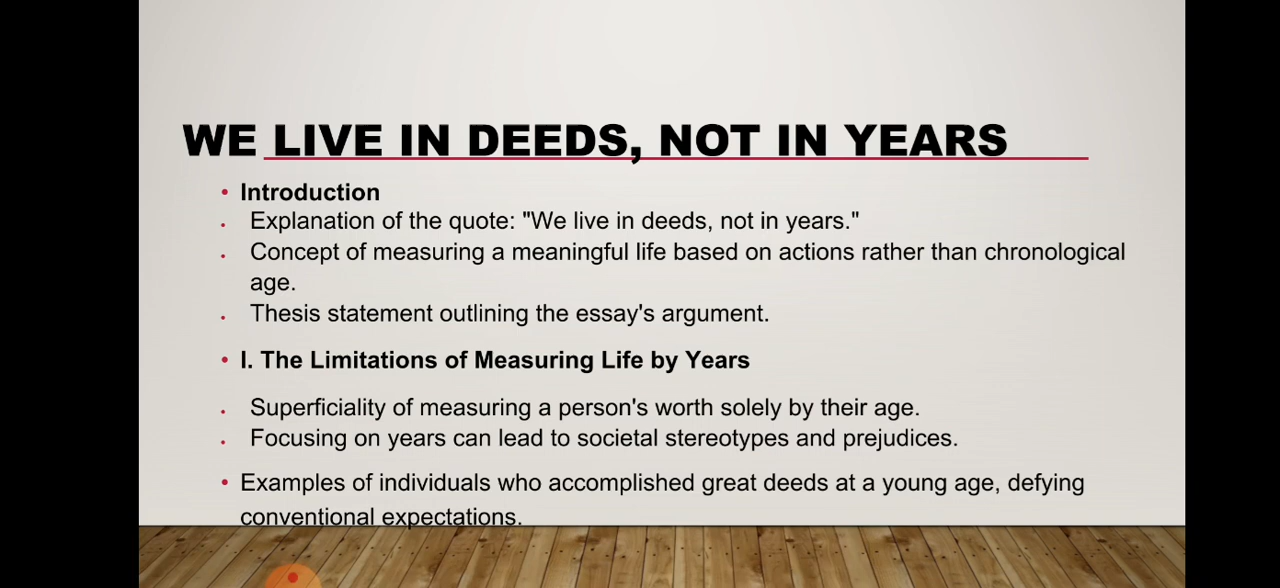 WE LIVE IN DEEDS, NOT IN YEARS
• Introduction
• Explanation of the quote: "We live in deeds, not in years."
• Concept of measuring a meaningful life based on actions rather than chronological
age.
• Thesis statement outlining the essay's argument.
• I. The Limitations of Measuring Life by Years
• Superficiality of measuring a person's worth solely by their age.
• Focusing on years can lead to societal stereotypes and prejudices.
• Examples of individuals who accomplished great deeds at a young age, defying
conventional expectations.